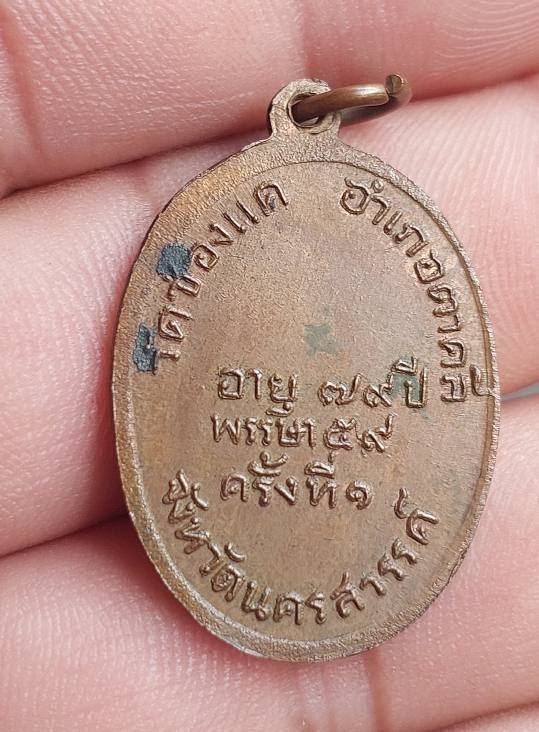 วัดช่องแค อำเภอตาคลี
อายุ ๗๙ ปี
พรรษา ๕๙
ครั้งที่ ๑
จังหวัดนครสวรรค์